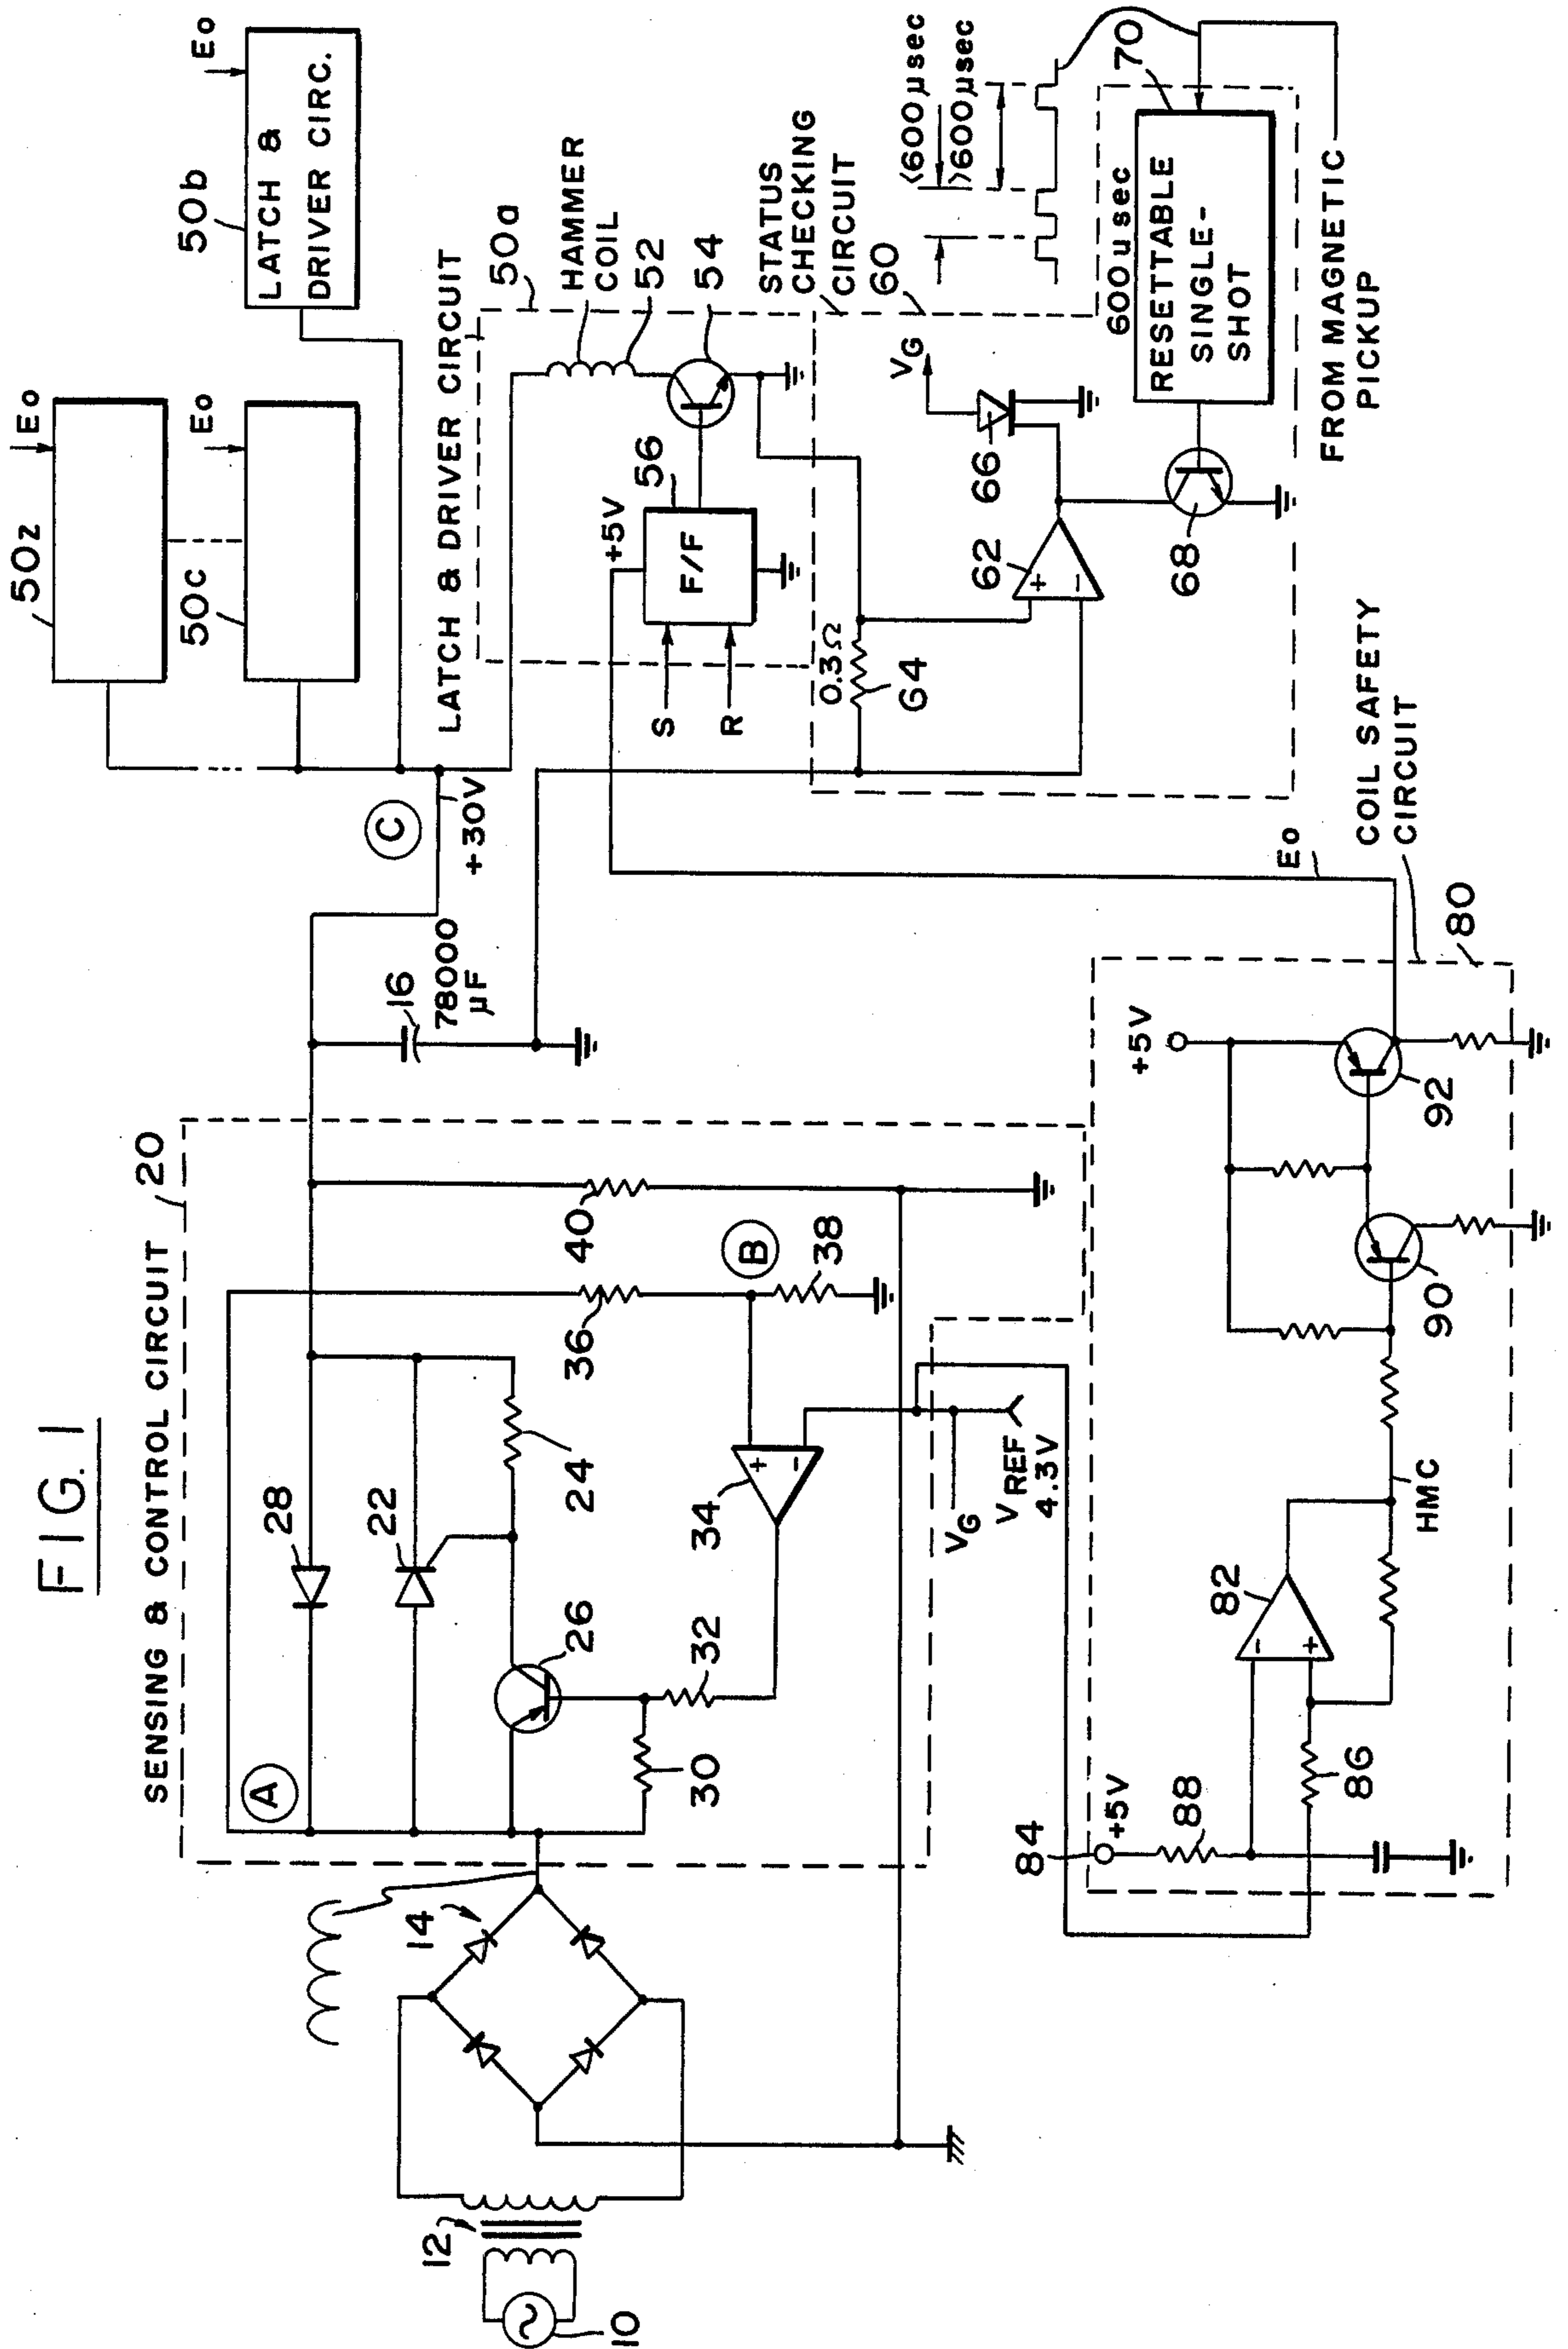 FIG. 1
SENSING & CONTROL CIRCUIT
20
A
28
22
24
26
30
32
34
+
-
36
B
38
40
VG
VREF
4.3V
10
12
14
16
78000
µF
C
+30V
50z
Eo
50c
Eo
50b
Eo
LATCH &
DRIVER CIRC.
LATCH & DRIVER CIRCUIT
50a
HAMMER
COIL
52
54
56
+5V
F/F
S
R
STATUS
CHECKING
CIRCUIT
60
VG
66
62
+
-
0.3Ω
64
68
<600µsec
>600µsec
70
600µsec
RESETTABLE
SINGLE-
SHOT
FROM MAGNETIC
PICKUP
COIL SAFETY
CIRCUIT
80
Eo
84
+5V
88
86
82
-
+
HMC
90
92
+5V